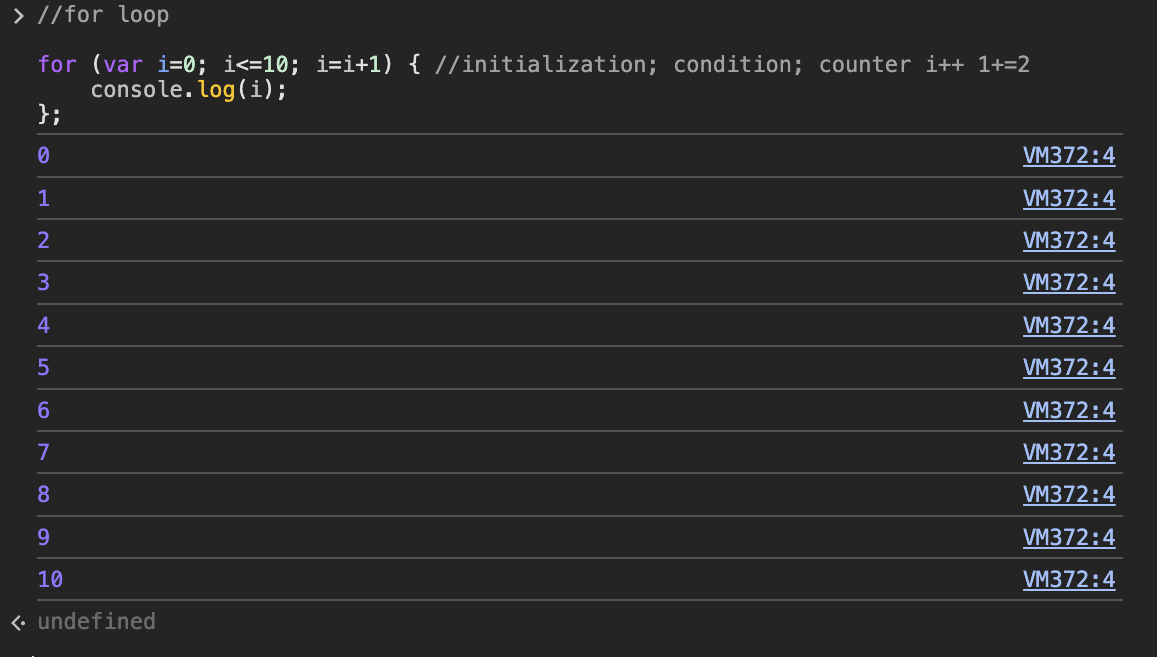 > //for loop
for (var i=0; i<=10; i=i+1) { //initialization; condition; counter i++ 1+=2
    console.log(i);
};
0 VM372:4
1 VM372:4
2 VM372:4
3 VM372:4
4 VM372:4
5 VM372:4
6 VM372:4
7 VM372:4
8 VM372:4
9 VM372:4
10 VM372:4
undefined